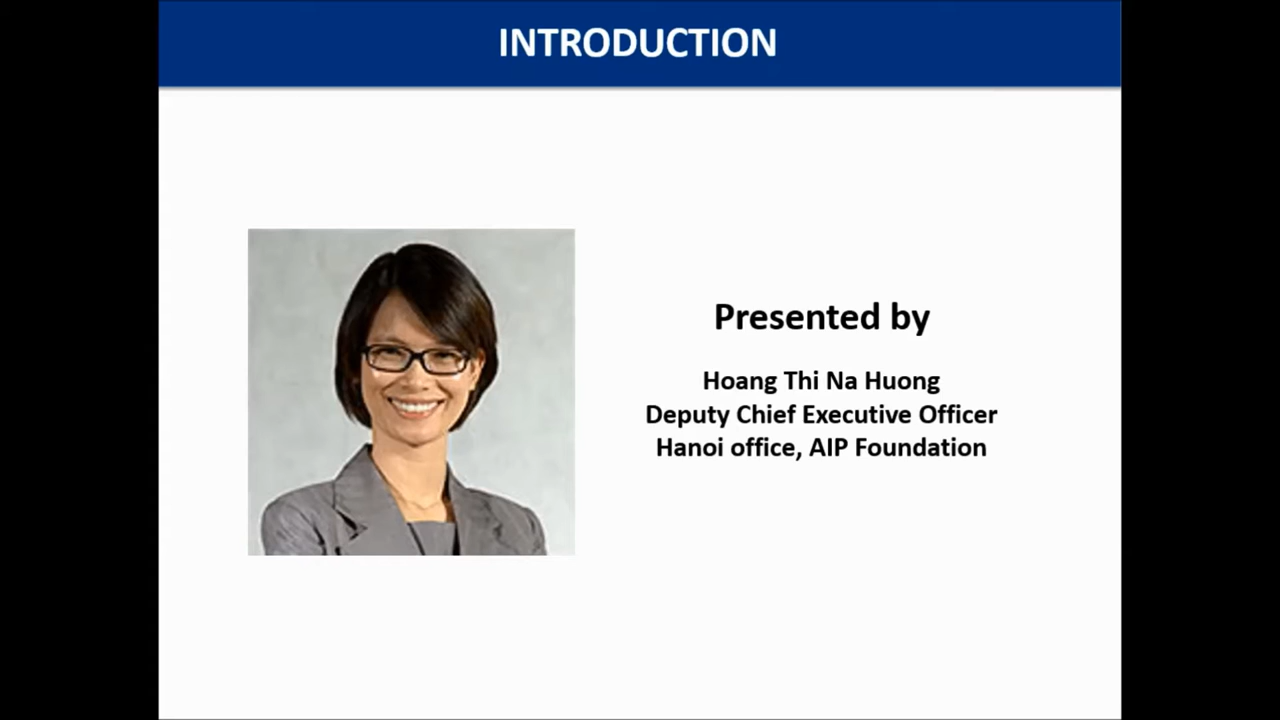 INTRODUCTION
Presented by
Hoang Thi Na Huong
Deputy Chief Executive Officer
Hanoi office, AIP Foundation